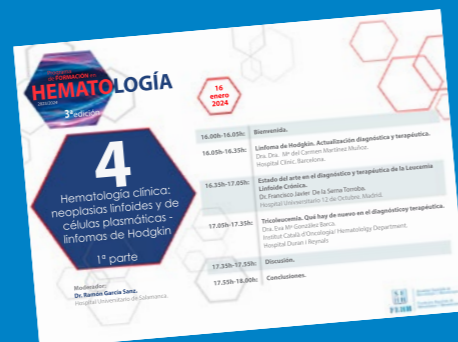 DE FORMACIÓN EN
HEMATOLOGÍA
3ª edición
16
enero
2024
4
Hematología clínica:
neoplasias linfoides y de
células plasmáticas -
linfomas de Hodgkin
1ª parte
Moderador:
Dr. Ramón García Sanz.
Hospital Universitario de Salamanca.
16.00h-16.05h: Bienvenida.
16.05h-16.35h: Linfoma de Hodgkin. Actualización diagnóstica y terapéutica.
Dra. Dra. Mª del Carmen Martínez Muñoz.
Hospital Clínic, Barcelona.
16.35h-17.05h: Estado del arte en el diagnóstico y terapéutica de la Leucemia
Linfoide Crónica.
Dr. Francisco Javier De la Serna Torroba.
Hospital Universitario 12 de Octubre. Madrid
17.05h-17.35h: Tricoleucemia. Qué hay de nuevo en el diagnósticoy terapéutica.
Dra. Eva Mª González Barca.
Institut Català d'Oncologia/ Hematololgy Department.
Hospital Duran i Reynals
17.35h-17.55h: Discusión.
17.55h-18.00h: Conclusiones.